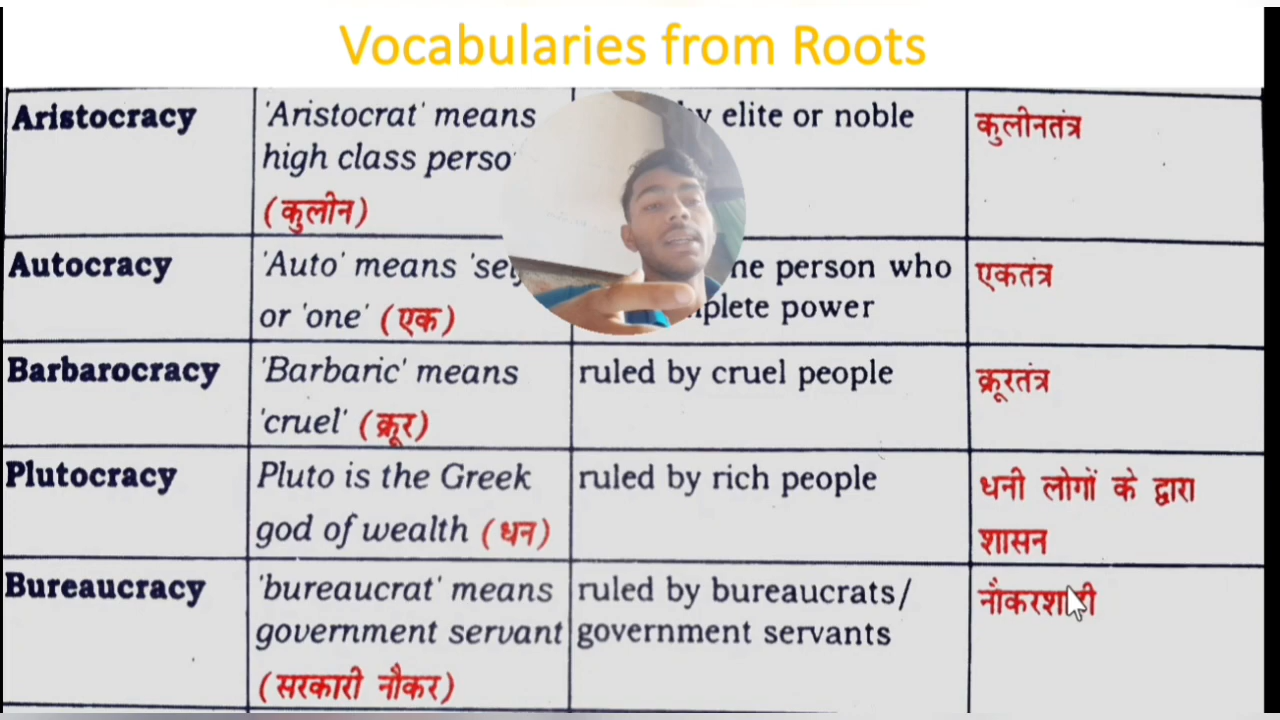 Vocabularies from Roots
Aristocracy
'Aristocrat' means
high class
(कुलीन)
elite or noble
कुलीनतंत्र
Autocracy
'Auto' means
or 'one' (एक)
person who
power
एकतंत्र
Barbarocracy
'Barbaric' means
'cruel' (क्रूर)
ruled by cruel people
क्रूरतंत्र
Plutocracy
Pluto is the Greek
god of wealth (धन)
ruled by rich people
धनी लोगों के द्वारा
शासन
Bureaucracy
'bureaucrat' means
government servant
(सरकारी नौकर)
ruled by bureaucrats/
government servants